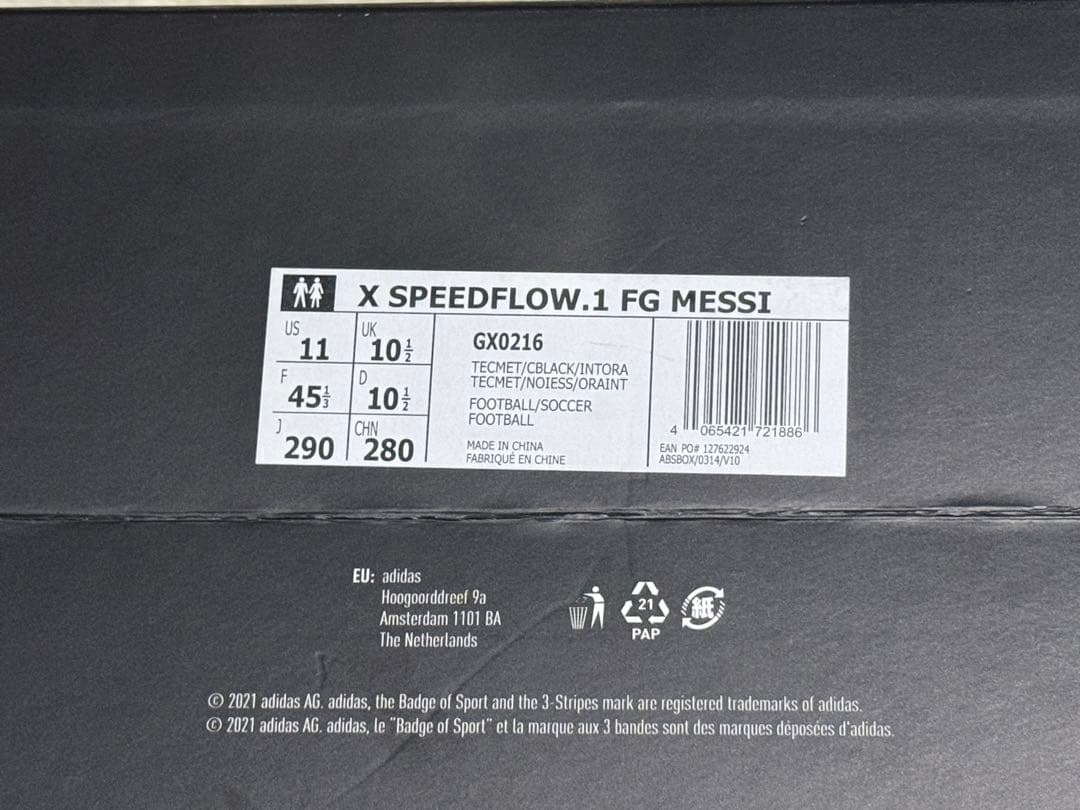 X SPEEDFLOW.1 FG MESSI
US 11
UK 10½
F 45⅓
D 10½
J 290
CHN 280
GX0216
TECMET/CBLACK/INTORA
TECMET/NOIESS/ORAINT
FOOTBALL/SOCCER
FOOTBALL
MADE IN CHINA
FABRIQUÉ EN CHINE
4 065421 721886
EAN PO# 127622924
ABSBOX/0314/V10
EU: adidas
Hoogoorddreef 9a
Amsterdam 1101 BA
The Netherlands
21
PAP
紙
© 2021 adidas AG. adidas, the Badge of Sport and the 3-Stripes mark are registered trademarks of adidas.
© 2021 adidas AG. adidas, le "Badge of Sport" et la marque aux 3 bandes sont des marques déposées d'adidas.